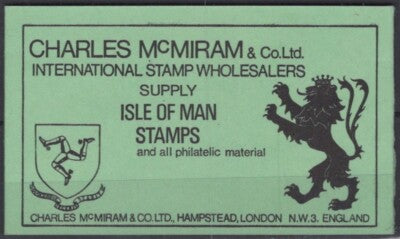 CHARLES McMIRAM & Co. Ltd.
INTERNATIONAL STAMP WHOLESALERS
SUPPLY
ISLE OF MAN
STAMPS
and all philatelic material
CHARLES McMIRAM & CO. LTD., HAMPSTEAD, LONDON N.W.3. ENGLAND